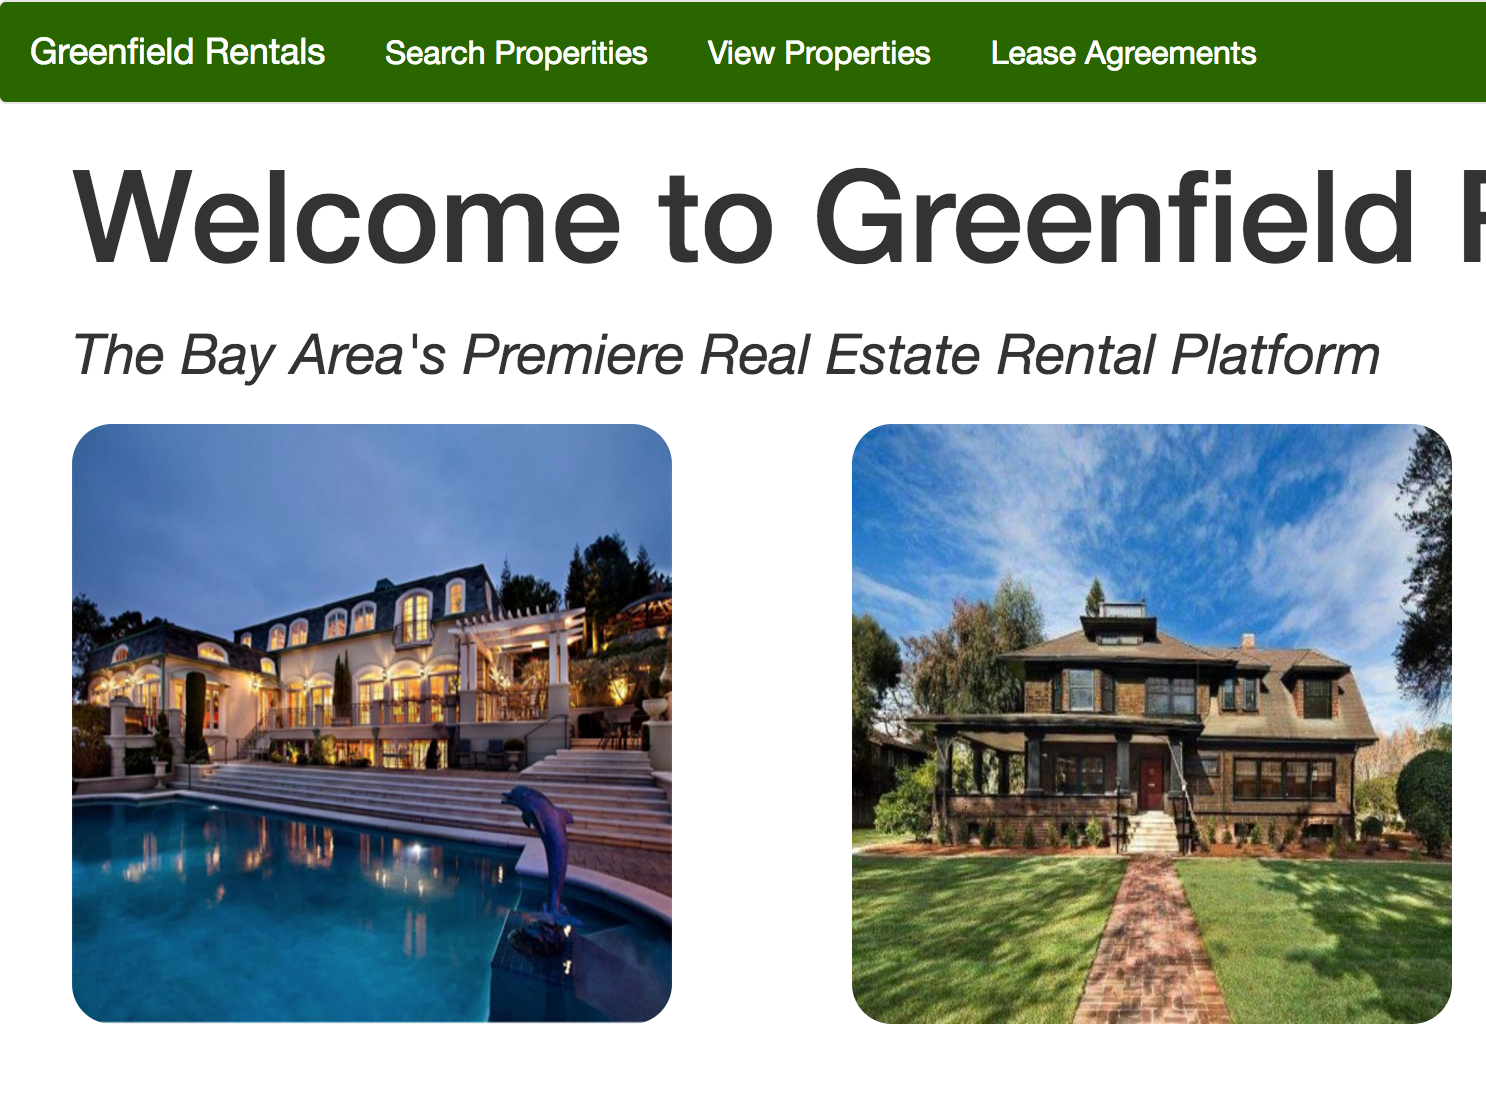 Greenfield Rentals Search Properities View Properties Lease Agreements
Welcome to Greenfield
The Bay Area's Premiere Real Estate Rental Platform